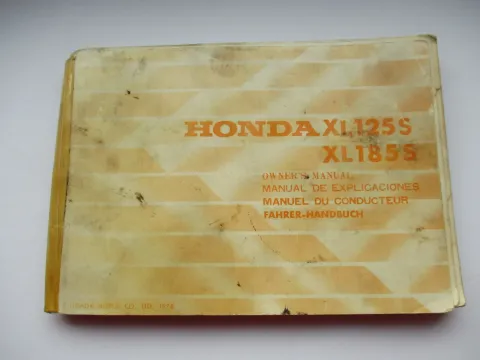 HONDA XL125S
XL185S
OWNER'S MANUAL
MANUAL DE EXPLICACIONES
MANUEL DU CONDUCTEUR
FAHRER-HANDBUCH